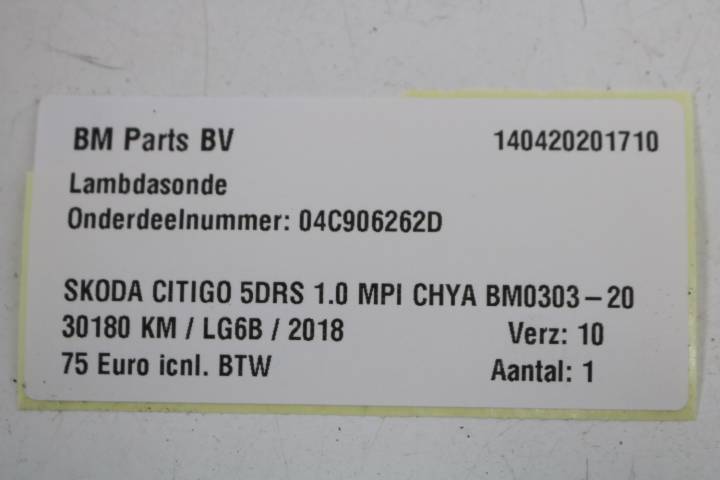 BM Parts BV 140420201710
Lambdasonde
Onderdeelnummer: 04C906262D
SKODA CITIGO 5DRS 1.0 MPI CHYA BM0303-20
30180 KM / LG6B / 2018 Verz: 10
75 Euro icnl. BTW Aantal: 1